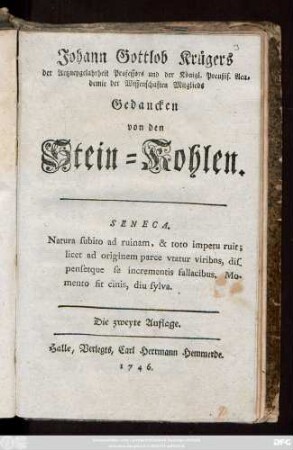 Johann Gottlob Krügers
der Arzneygelahrheit Professors und der Königl. Preußis. Aca-
demie der Wissenschaften Mitglieds
Gedancken
von den
Stein-Kohlen.
SENECA.
Natura subito ad ruinam, & toto impetu ruit;
licet ad originem parce vtatur viribus, dis-
pensetque se incrementis fallacibus. Mo-
mento fit cinis, diu sylva.
Die zweyte Auflage.
Halle, Verlegts, Carl Herrmann Hemmerde.
1746.